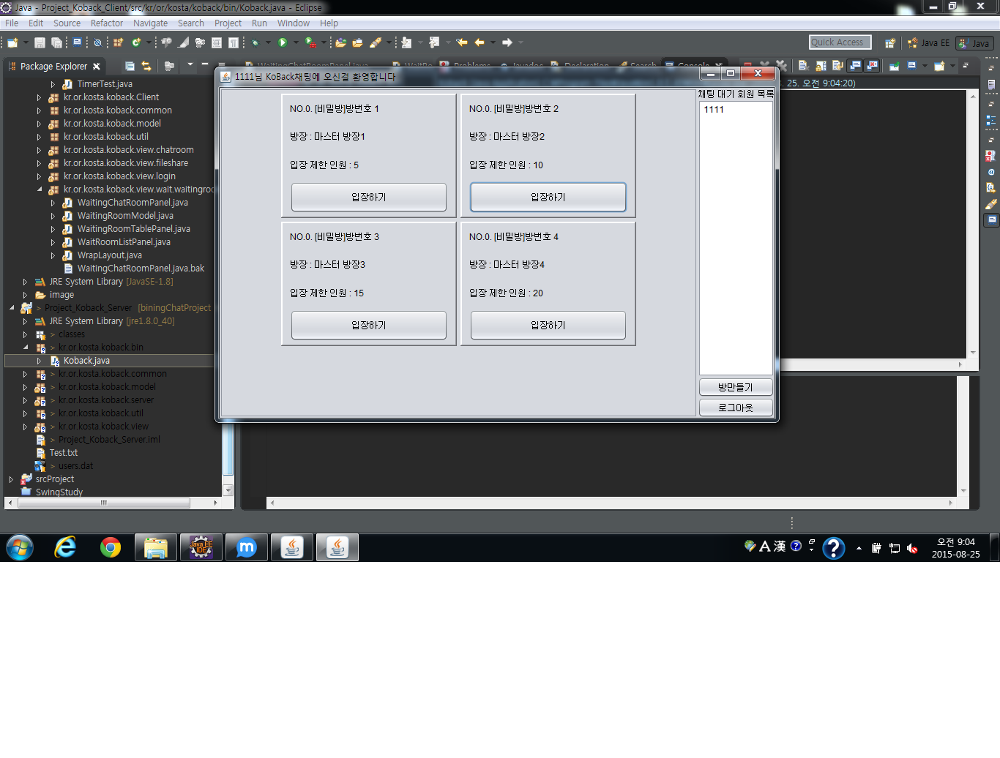 Java - Project_Koback_Client/src/kr/or/kosta/koback/bin/Koback.java - Eclipse
File Edit Source Refactor Navigate Search Project Run Window Help
Quick Access
Java EE
Java
Package Explorer
Problems Javadoc Declaration Search Console
25. 오전 9:04:20)
TimerTest.java
kr.or.kosta.koback.Client
kr.or.kosta.koback.common
kr.or.kosta.koback.model
kr.or.kosta.koback.util
kr.or.kosta.koback.view.chatroom
kr.or.kosta.koback.view.fileshare
kr.or.kosta.koback.view.login
kr.or.kosta.koback.view.wait.waitingroo
WaitingChatRoomPanel.java
WaitingRoomModel.java
WaitingRoomTablePanel.java
WaitRoomListPanel.java
WrapLayout.java
WaitingChatRoomPanel.java.bak
JRE System Library [JavaSE-1.8]
image
> Project_Koback_Server [biningChatProject
JRE System Library [jre1.8.0_40]
> classes
> kr.or.kosta.koback.bin
Koback.java
> kr.or.kosta.koback.common
> kr.or.kosta.koback.model
> kr.or.kosta.koback.server
> kr.or.kosta.koback.util
> kr.or.kosta.koback.view
> Project_Koback_Server.iml
Test.txt
> users.dat
srcProject
SwingStudy
1111님 KoBack채팅에 오신걸 환영합니다
NO.0. [비밀방]방번호 1
방장 : 마스터 방장1
입장 제한 인원 : 5
입장하기
NO.0. [비밀방]방번호 2
방장 : 마스터 방장2
입장 제한 인원 : 10
입장하기
NO.0. [비밀방]방번호 3
방장 : 마스터 방장3
입장 제한 인원 : 15
입장하기
NO.0. [비밀방]방번호 4
방장 : 마스터 방장4
입장 제한 인원 : 20
입장하기
채팅 대기 회원 목록
1111
방만들기
로그아웃
Java EE
IDE
m
A 漢
오전 9:04
2015-08-25